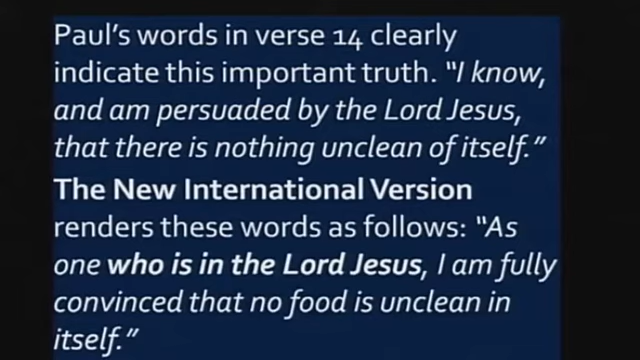 Paul's words in verse 14 clearly
indicate this important truth. “I know,
and am persuaded by the Lord Jesus,
that there is nothing unclean of itself.”
The New International Version
renders these words as follows: “As
one who is in the Lord Jesus, I am fully
convinced that no food is unclean in
itself.”